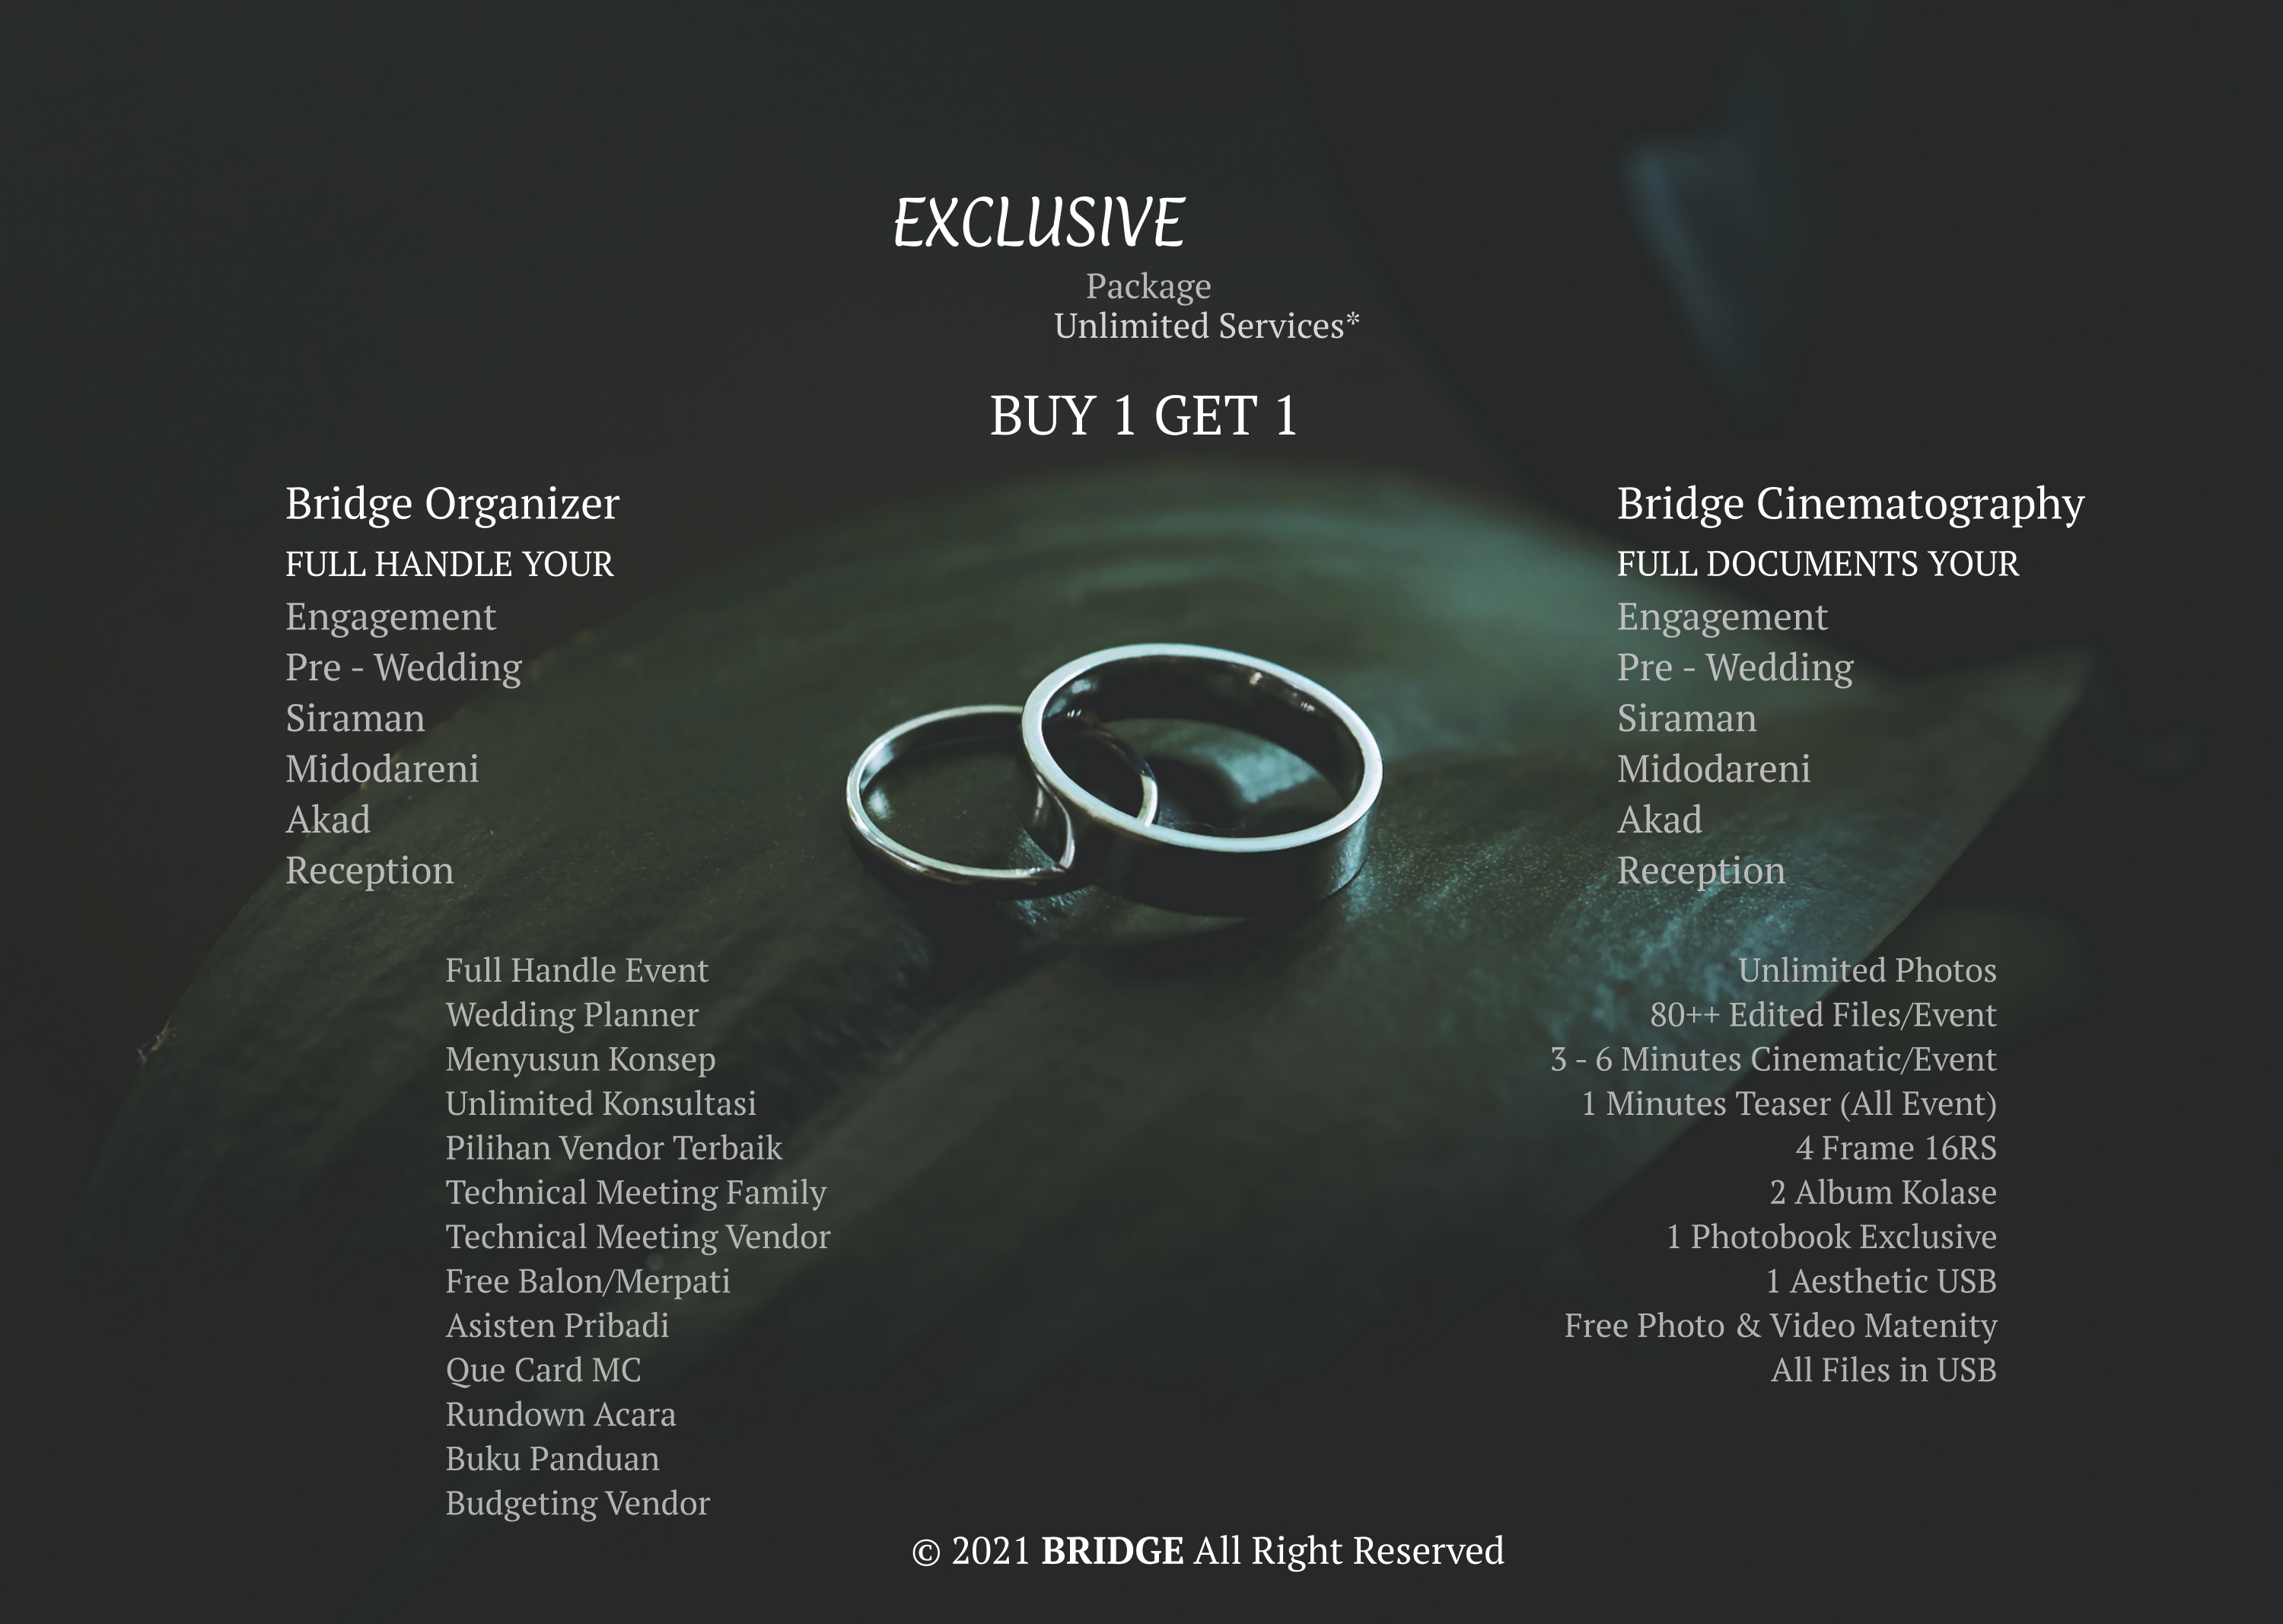 EXCLUSIVE
Package
Unlimited Services*
BUY 1 GET 1
Bridge Organizer
FULL HANDLE YOUR
Engagement
Pre - Wedding
Siraman
Midodareni
Akad
Reception
Full Handle Event
Wedding Planner
Menyusun Konsep
Unlimited Konsultasi
Pilihan Vendor Terbaik
Technical Meeting Family
Technical Meeting Vendor
Free Balon/Merpati
Asisten Pribadi
Que Card MC
Rundown Acara
Buku Panduan
Budgeting Vendor
Bridge Cinematography
FULL DOCUMENTS YOUR
Engagement
Pre - Wedding
Siraman
Midodareni
Akad
Reception
Unlimited Photos
80++ Edited Files/Event
3 - 6 Minutes Cinematic/Event
1 Minutes Teaser (All Event)
4 Frame 16RS
2 Album Kolase
1 Photobook Exclusive
1 Aesthetic USB
Free Photo & Video Matenity
All Files in USB
© 2021 BRIDGE All Right Reserved